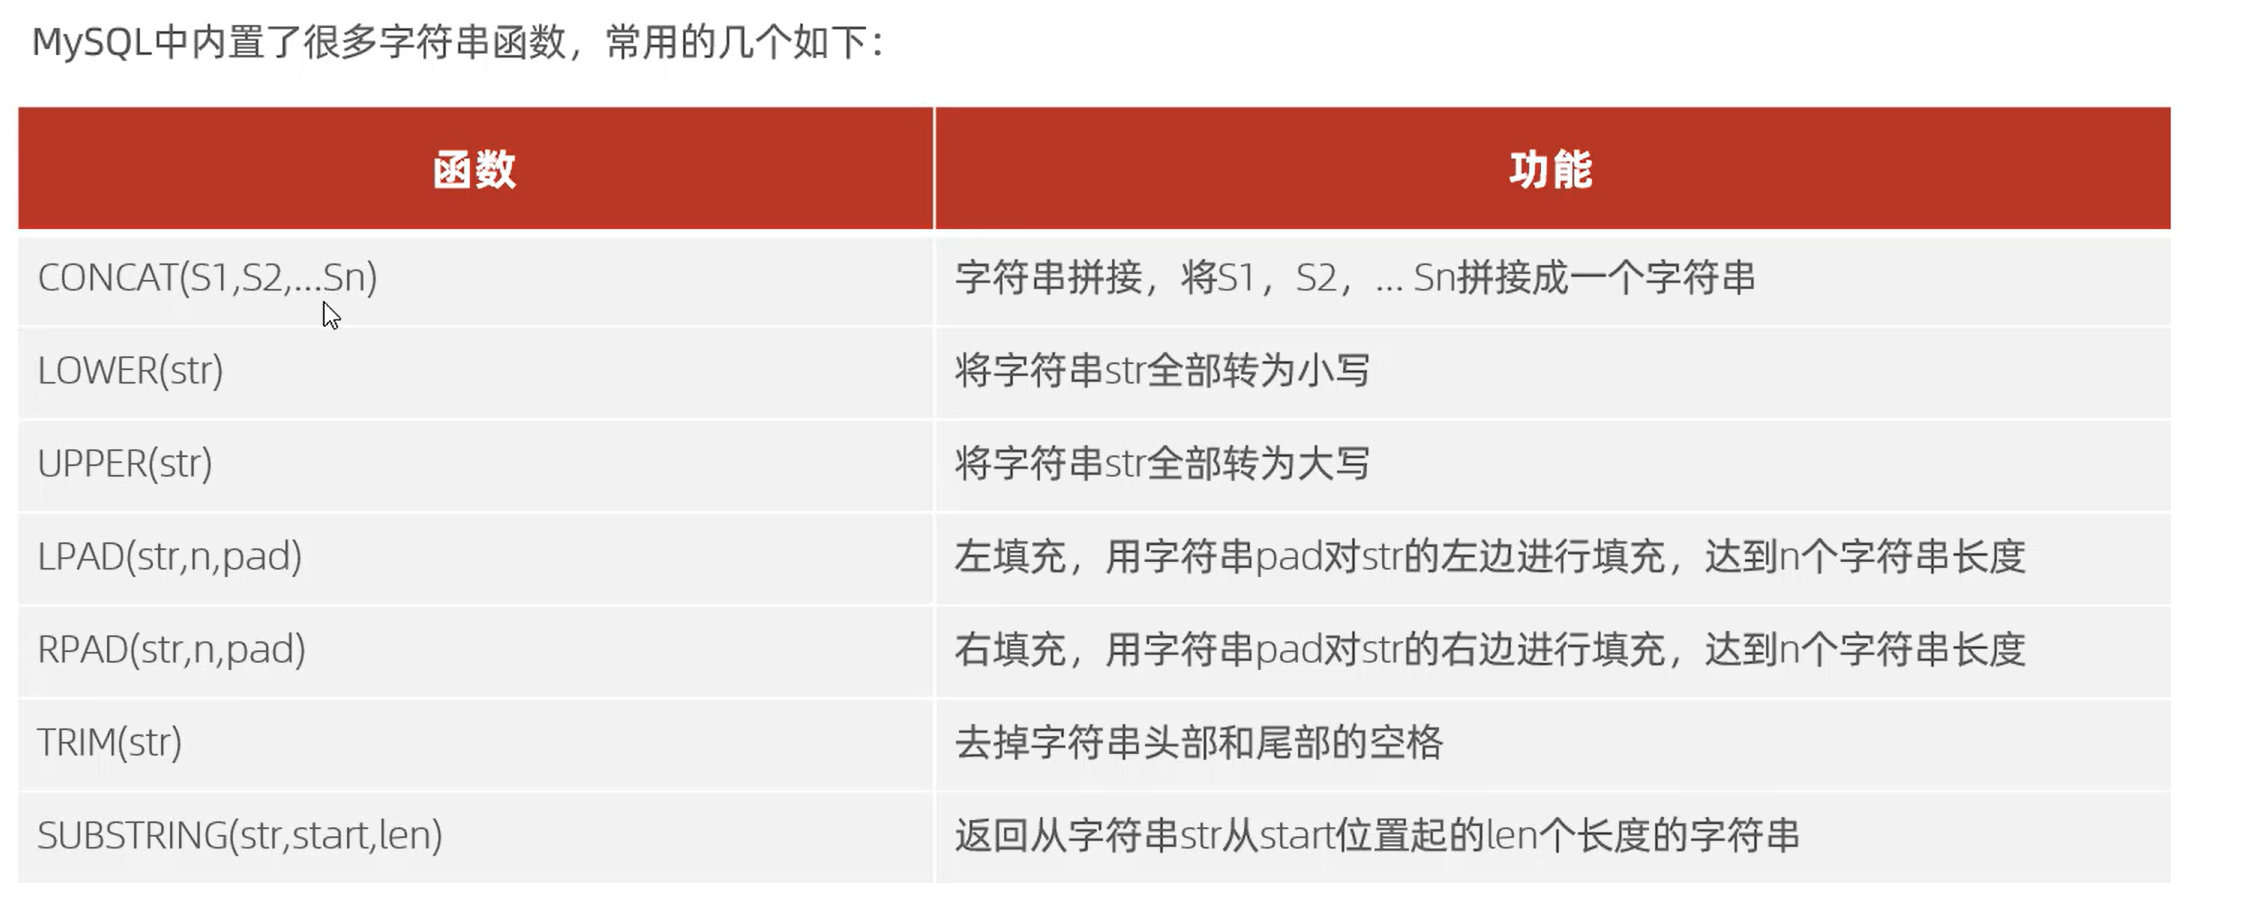 MySQL中内置了很多字符串函数，常用的几个如下：
函数 功能
CONCAT(S1,S2,...Sn) 字符串拼接，将S1，S2，... Sn拼接成一个字符串
LOWER(str) 将字符串str全部转为小写
UPPER(str) 将字符串str全部转为大写
LPAD(str,n,pad) 左填充，用字符串pad对str的左边进行填充，达到n个字符串长度
RPAD(str,n,pad) 右填充，用字符串pad对str的右边进行填充，达到n个字符串长度
TRIM(str) 去掉字符串头部和尾部的空格
SUBSTRING(str,start,len) 返回从字符串str从start位置起的len个长度的字符串